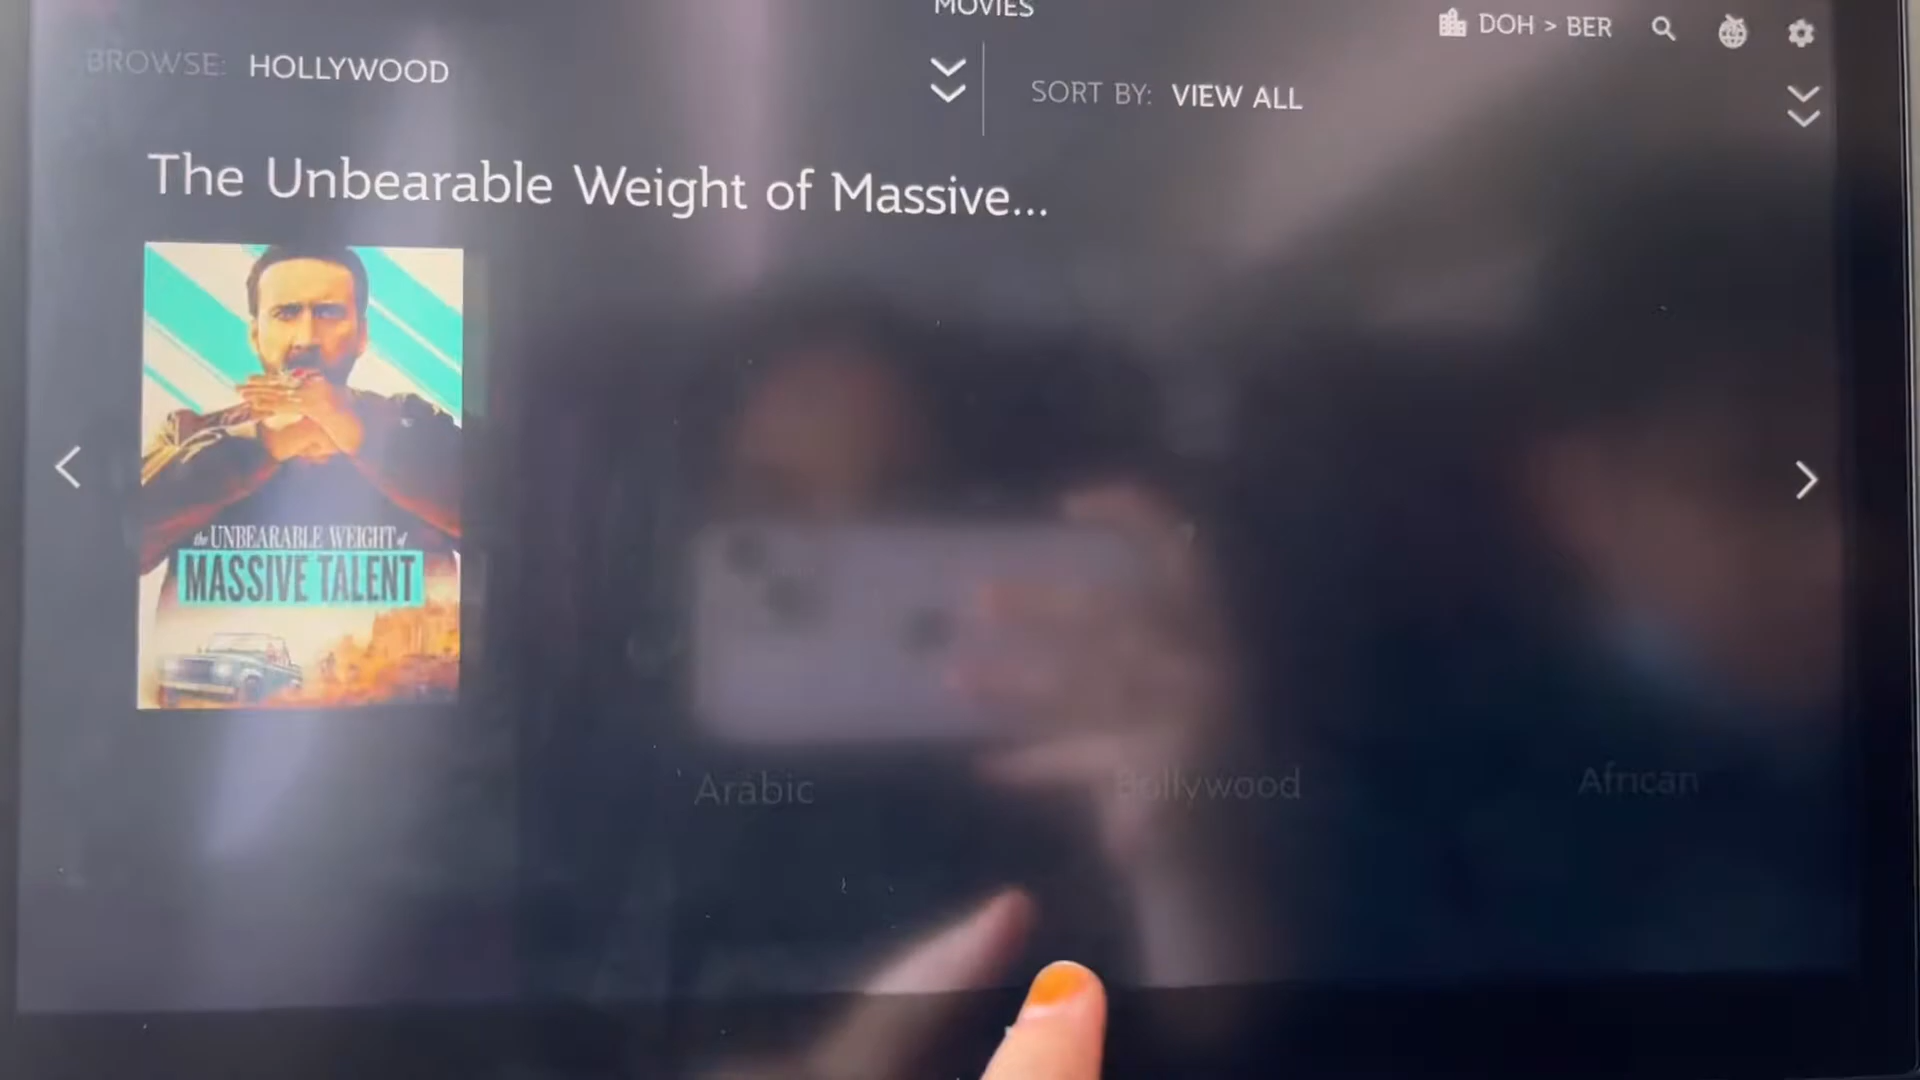 MOVIES
DOH > BER
BROWSE: HOLLYWOOD
SORT BY: VIEW ALL
The Unbearable Weight of Massive...
the UNBEARABLE WEIGHT of
MASSIVE TALENT
Arabic
Bollywood
African